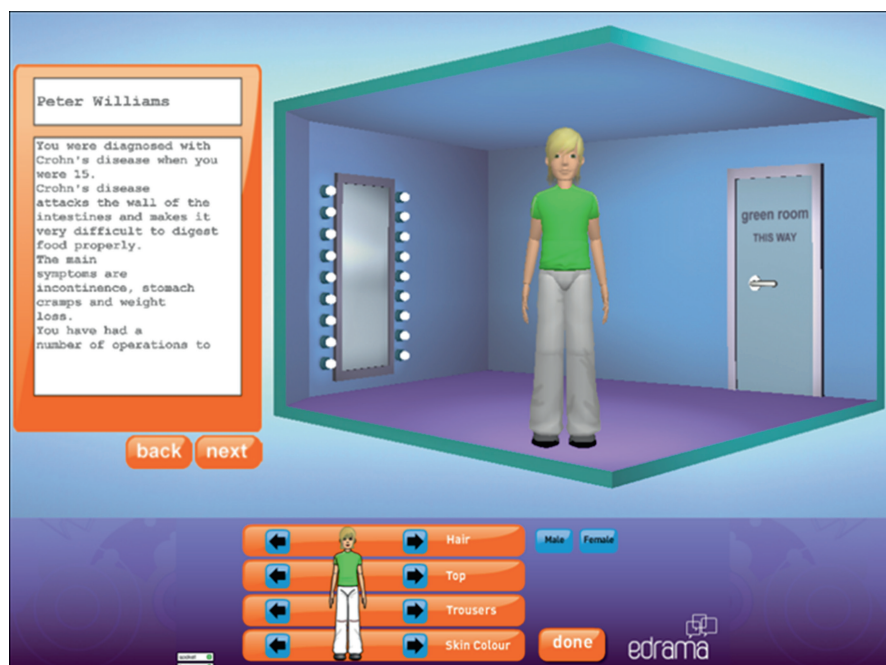 Peter Williams
You were diagnosed with
Crohn's disease when you
were 15.
Crohn's disease
attacks the wall of the
intestines and makes it
very difficult to digest
food properly.
The main
symptoms are
incontinence, stomach
cramps and weight
loss.
You have had a
number of operations to
back next
green room
THIS WAY
Hair
Male Female
Top
Trousers
Skin Colour
done
edrama